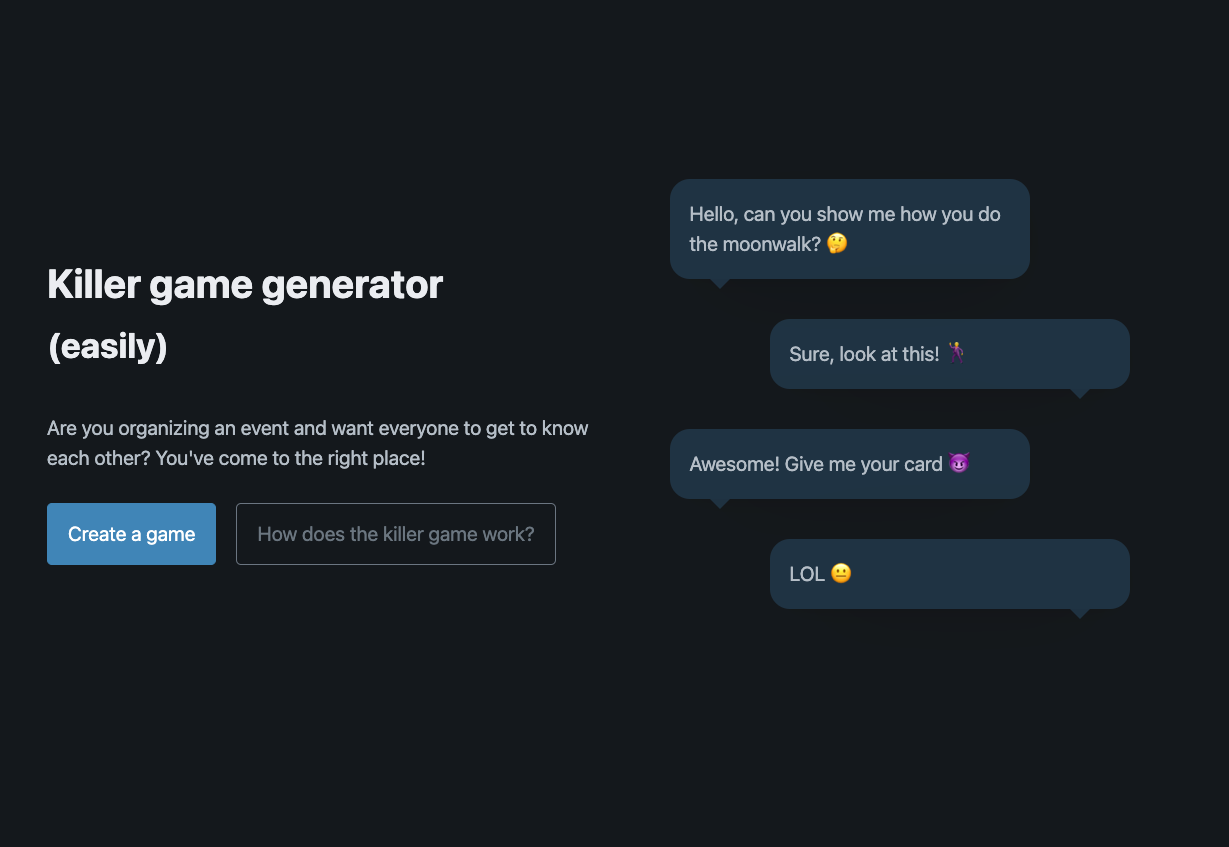 Killer game generator
(easily)
Are you organizing an event and want everyone to get to know
each other? You've come to the right place!
Create a game
How does the killer game work?
Hello, can you show me how you do
the moonwalk? 🤔
Sure, look at this! 🕺
Awesome! Give me your card 😈
LOL 😐